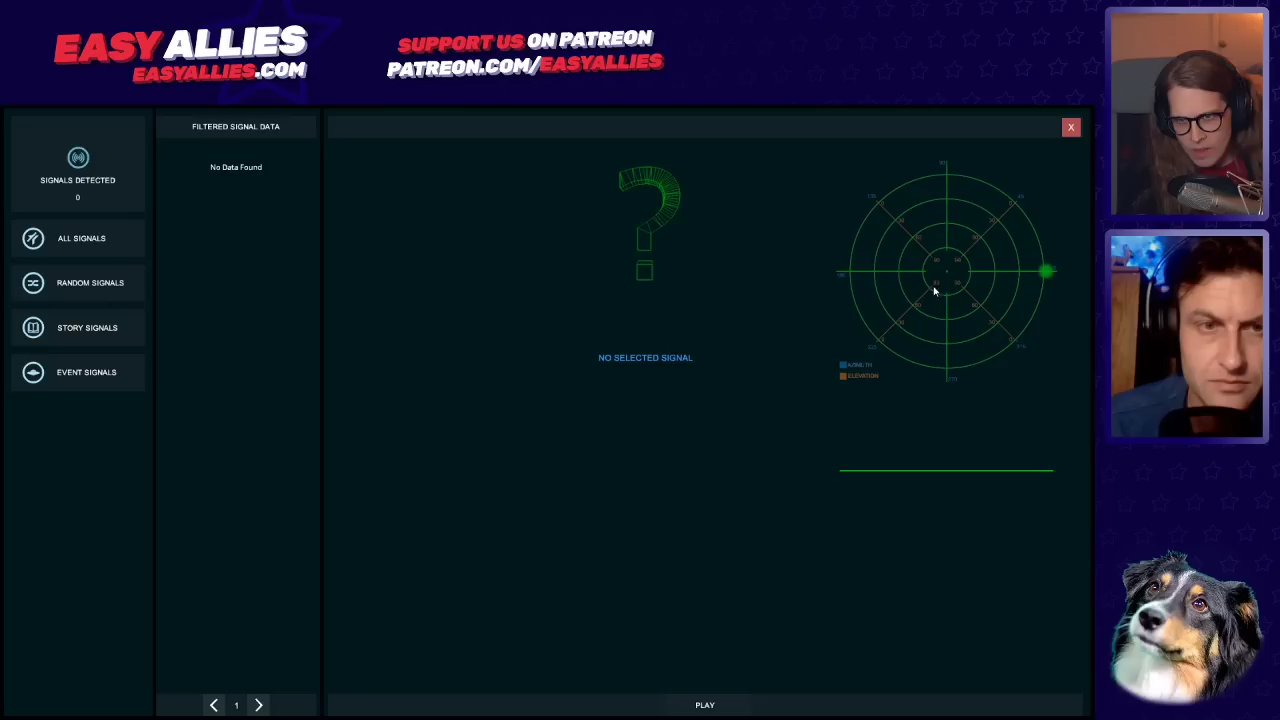 EASY ALLIES
EASYALLIES.COM
SUPPORT US ON PATREON
PATREON.COM/EASYALLIES
SIGNALS DETECTED
0
ALL SIGNALS
RANDOM SIGNALS
STORY SIGNALS
EVENT SIGNALS
FILTERED SIGNAL DATA
No Data Found
1
X
NO SELECTED SIGNAL
AZIMUTH
ELEVATION
PLAY